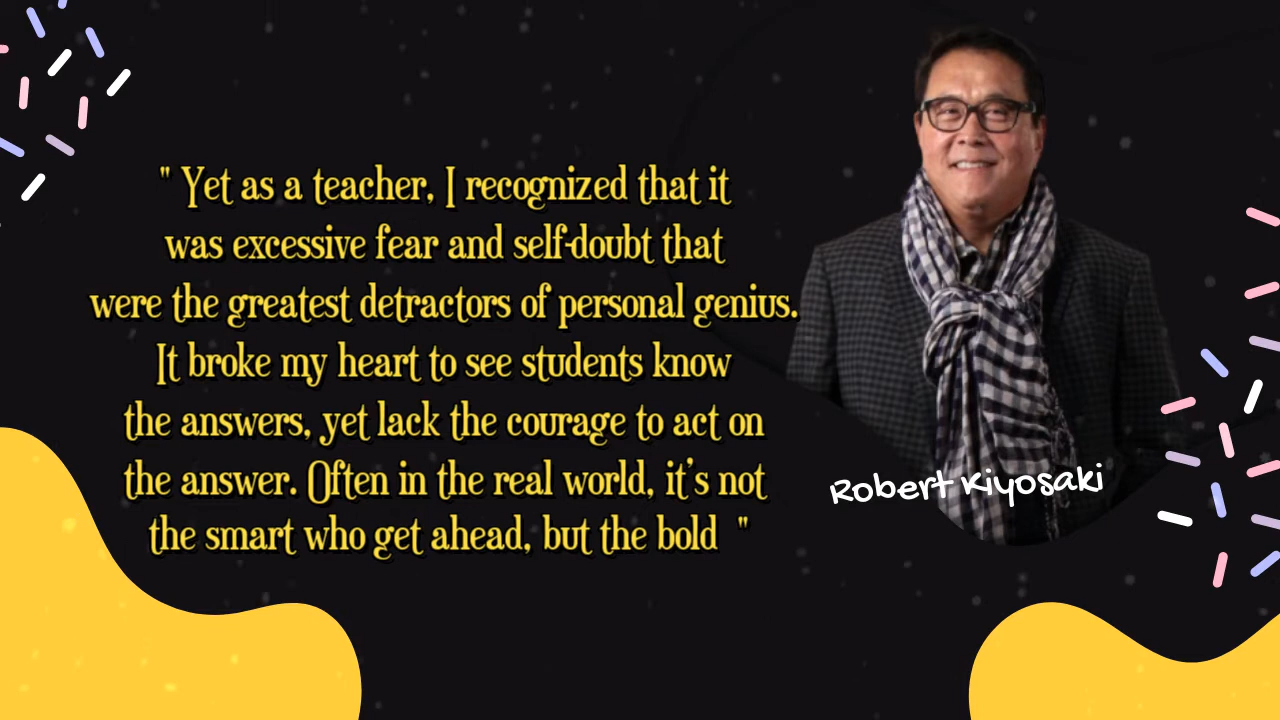 " Yet as a teacher, I recognized that it
was excessive fear and self-doubt that
were the greatest detractors of personal genius.
It broke my heart to see students know
the answers, yet lack the courage to act on
the answer. Often in the real world, it's not
the smart who get ahead, but the bold "
Robert Kiyosaki